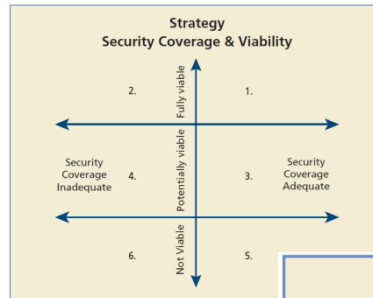 Strategy
Security Coverage & Viability
2.
Fully viable
1.
Security
Coverage
Inadequate
4.
Potentially viable
3.
Security
Coverage
Adequate
6.
Not Viable
5.